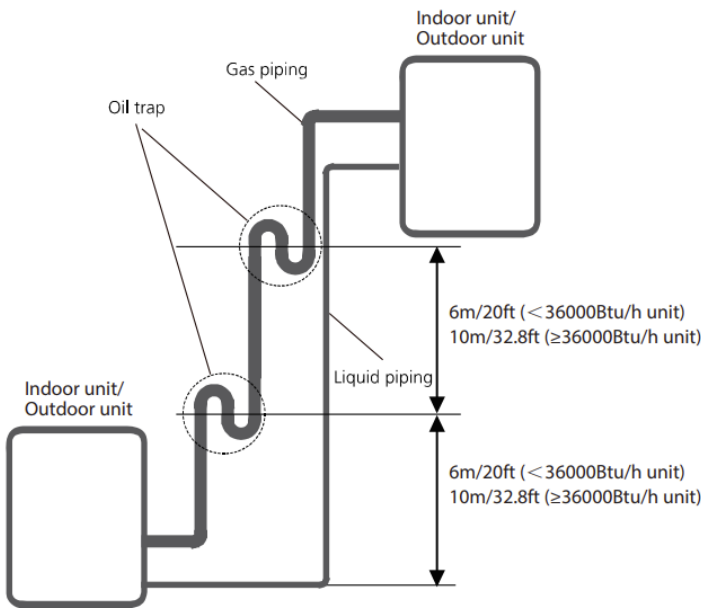 Indoor unit/
Outdoor unit
Gas piping
Oil trap
6m/20ft (<36000Btu/h unit)
10m/32.8ft (≥36000Btu/h unit)
Liquid piping
Indoor unit/
Outdoor unit
6m/20ft (<36000Btu/h unit)
10m/32.8ft (≥36000Btu/h unit)